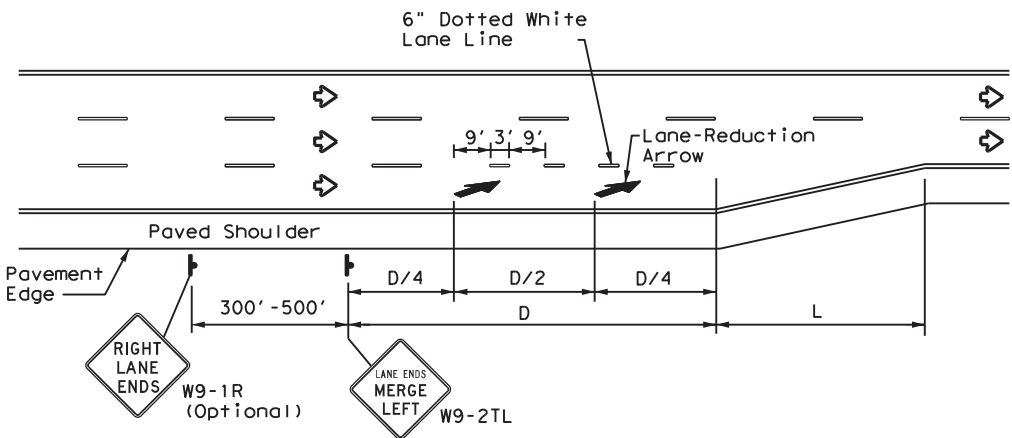 6" Dotted White
Lane Line
9' 3' 9'
Lane-Reduction
Arrow
Paved Shoulder
Pavement
Edge
D/4 D/2 D/4
300'-500' D L
RIGHT
LANE
ENDS
W9-1R
(Optional)
LANE ENDS
MERGE
LEFT
W9-2TL